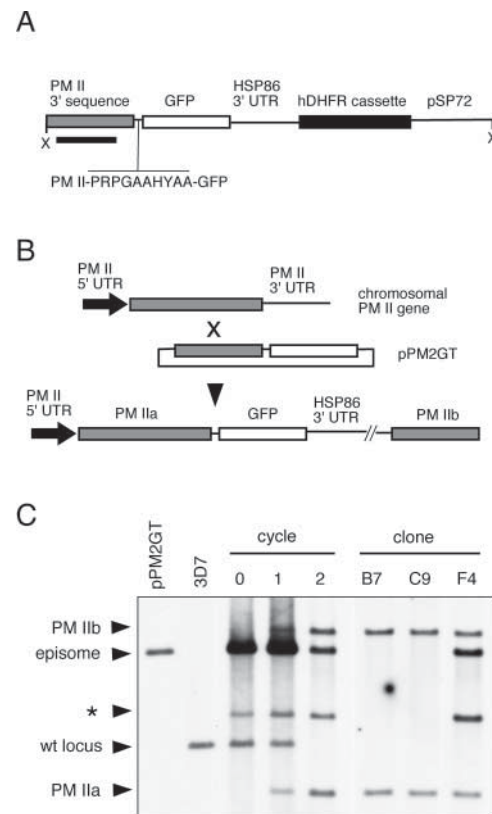 A
PM II
3' sequence
GFP
HSP86
3' UTR
hDHFR cassette
pSP72
X
X
PM II-PRPGAAHYAA-GFP
B
PM II
5' UTR
PM II
3' UTR
chromosomal
PM II gene
X
pPM2GT
PM II
5' UTR
PM IIa
GFP
HSP86
3' UTR
//
PM IIb
C
pPM2GT
3D7
cycle
0
1
2
clone
B7
C9
F4
PM IIb
episome
*
wt locus
PM IIa